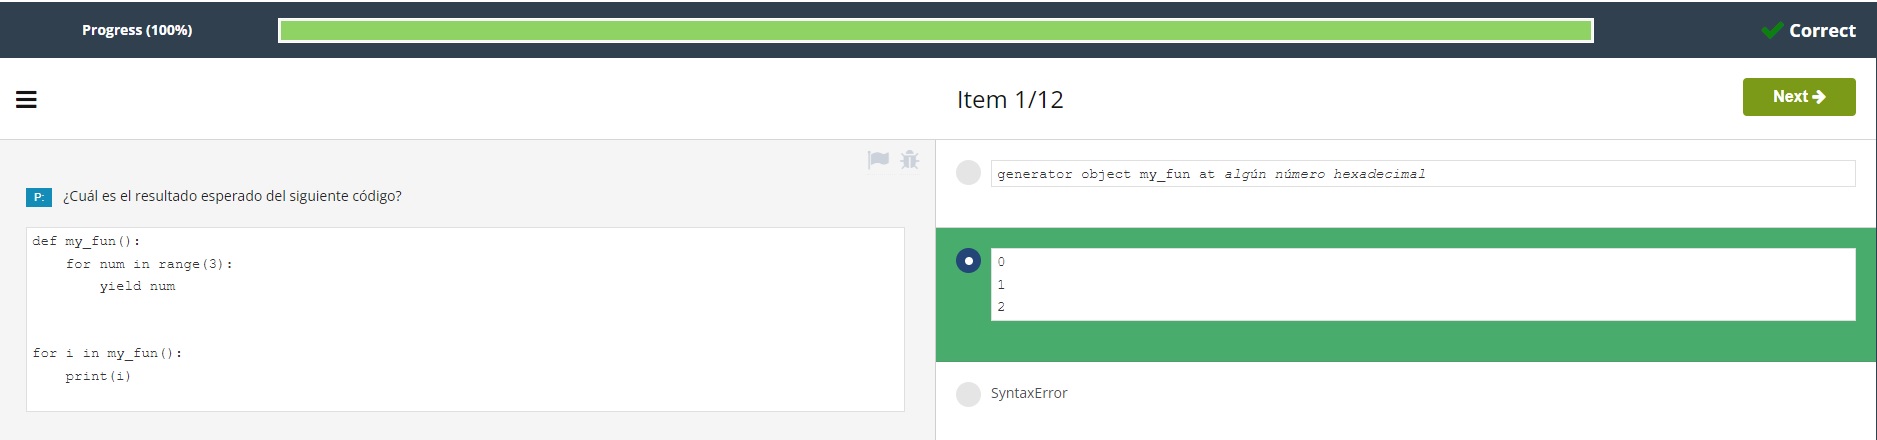 Progress (100%)
Correct
Item 1/12
Next
P: ¿Cuál es el resultado esperado del siguiente código?
def my_fun():
    for num in range(3):
        yield num
for i in my_fun():
    print(i)
generator object my_fun at algún número hexadecimal
0
1
2
SyntaxError